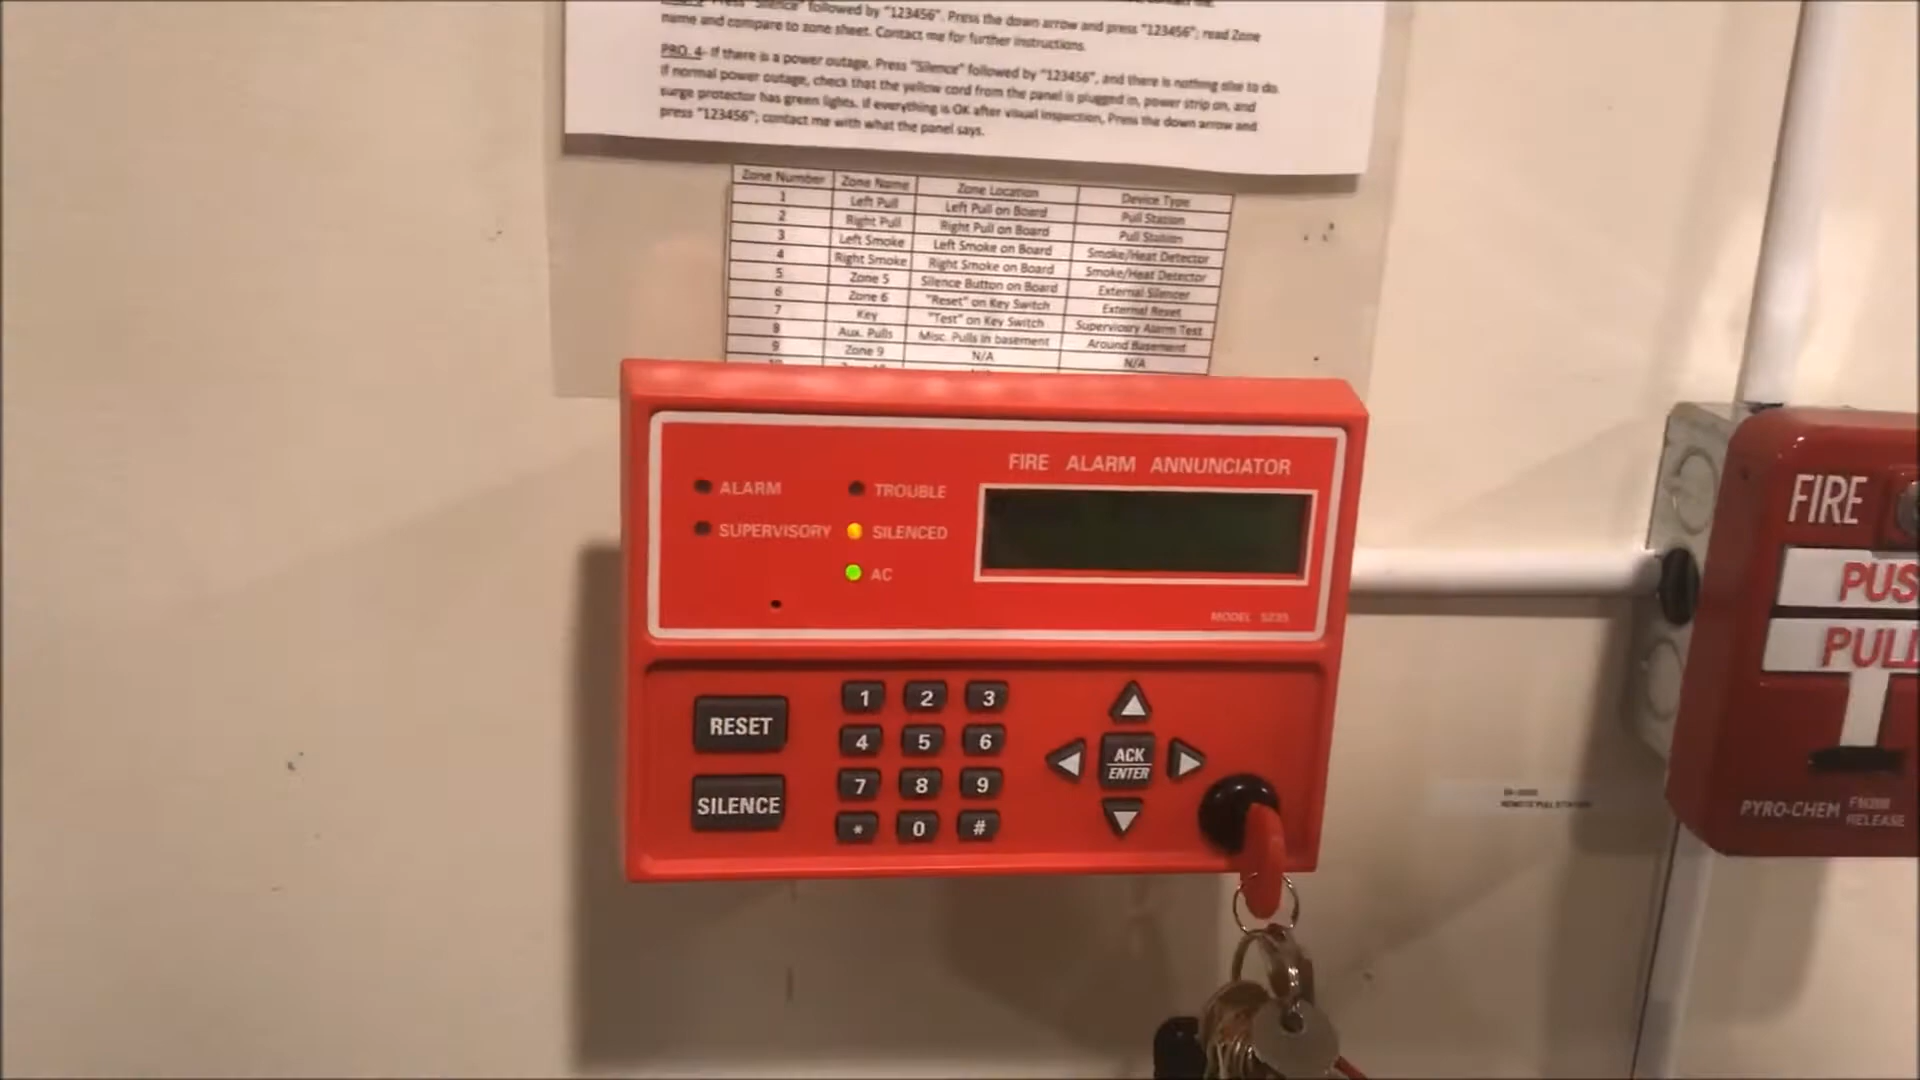 Press "Silence" followed by "123456". Press the down arrow and press "123456"; read Zone
name and compare to zone sheet. Contact me for further instructions.
PRO. 4- If there is a power outage, Press "Silence" followed by "123456", and there is nothing else to do.
If normal power outage, check that the yellow cord from the panel is plugged in, power strip on, and
surge protector has green lights. If everything is OK after visual inspection, Press the down arrow and
press "123456"; contact me with what the panel says.
Zone Number Zone Name Zone Location Device Type
1 Left Pull Left Pull on Board Pull Station
2 Right Pull Right Pull on Board Pull Station
3 Left Smoke Left Smoke on Board Smoke/Heat Detector
4 Right Smoke Right Smoke on Board Smoke/Heat Detector
5 Zone 5 Silence Button on Board External Silencer
6 Zone 6 "Reset" on Key Switch External Reset
7 Key "Test" on Key Switch Supervisory Alarm Test
8 Aux. Pulls Misc. Pulls in basement Around Basement
9 Zone 9 N/A N/A
FIRE ALARM ANNUNCIATOR
ALARM TROUBLE
SUPERVISORY SILENCED
AC
MODEL 5235
RESET
SILENCE
1 2 3
4 5 6
7 8 9
* 0 #
ACK
ENTER
FIRE
PUS
PULL
PYRO-CHEM
RELEASE